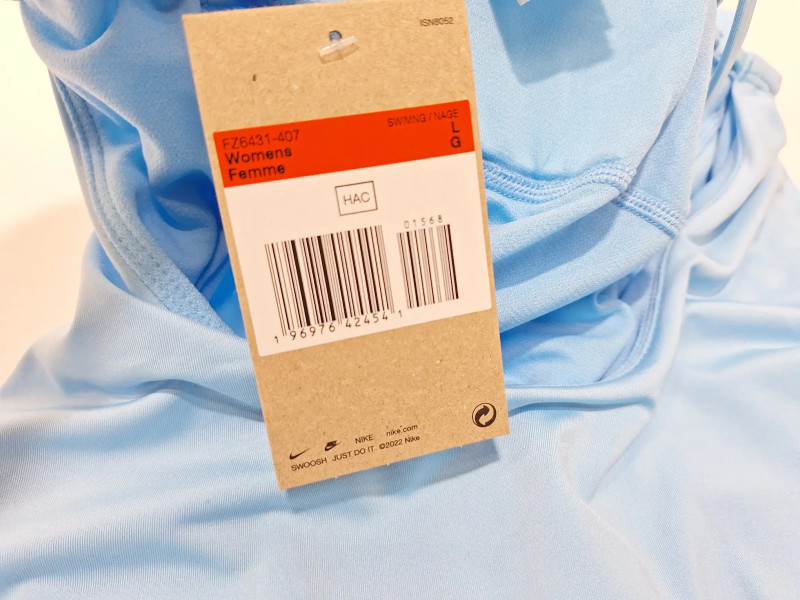 ISN8052
FZ6431-407 SWIMNG / NAGE
Womens L
Femme G
HAC
01568
1 96976 42454 1
NIKE nike.com
SWOOSH JUST DO IT ©2022 Nike